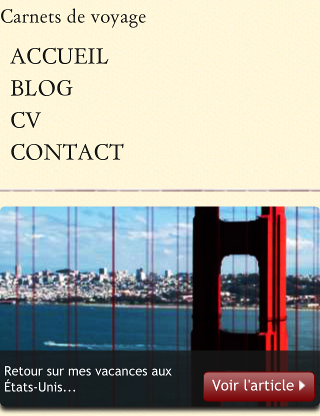 Carnets de voyage
ACCUEIL
BLOG
CV
CONTACT
Retour sur mes vacances aux
États-Unis...
Voir l'article